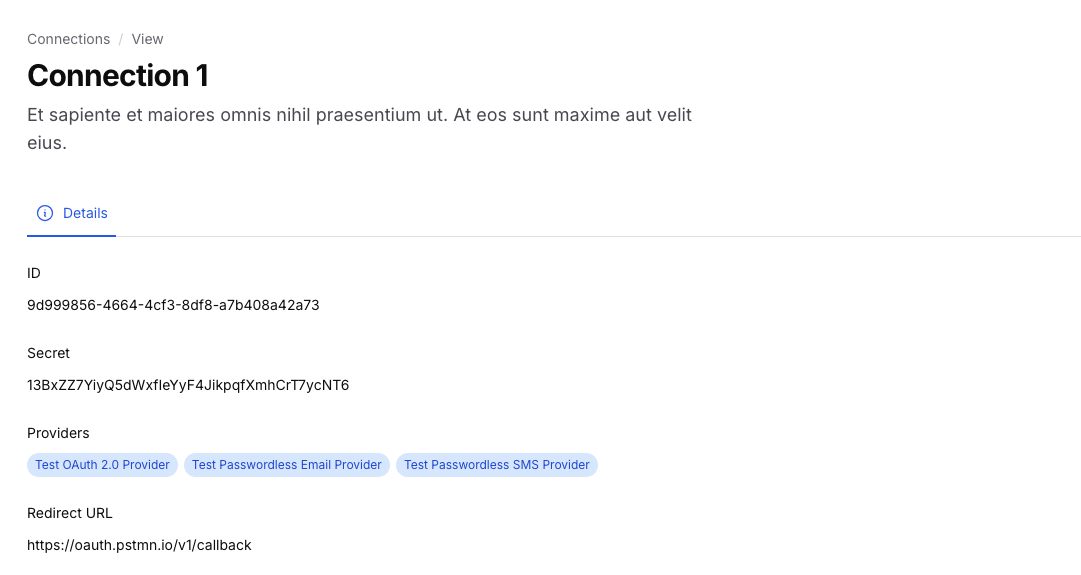 Connections / View
Connection 1
Et sapiente et maiores omnis nihil praesentium ut. At eos sunt maxime aut velit
eius.
Details
ID
9d999856-4664-4cf3-8df8-a7b408a42a73
Secret
13BxZZ7YiyQ5dWxfIeYyF4JikpqfXmhCrT7ycNT6
Providers
Test OAuth 2.0 Provider Test Passwordless Email Provider Test Passwordless SMS Provider
Redirect URL
https://oauth.pstmn.io/v1/callback